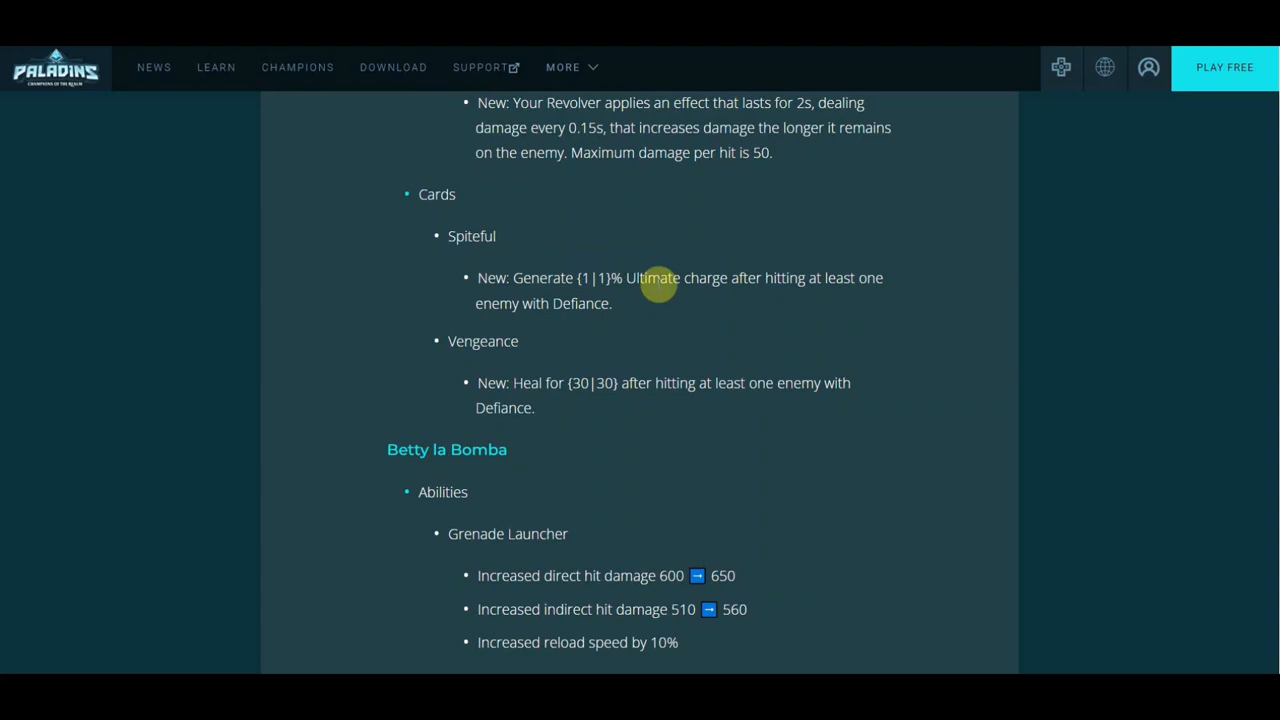 PALADINS
CHAMPIONS OF THE REALM
NEWS LEARN CHAMPIONS DOWNLOAD SUPPORT MORE PLAY FREE
• New: Your Revolver applies an effect that lasts for 2s, dealing
damage every 0.15s, that increases damage the longer it remains
on the enemy. Maximum damage per hit is 50.
• Cards
• Spiteful
• New: Generate {1|1}% Ultimate charge after hitting at least one
enemy with Defiance.
• Vengeance
• New: Heal for {30|30} after hitting at least one enemy with
Defiance.
Betty la Bomba
• Abilities
• Grenade Launcher
• Increased direct hit damage 600 ➡ 650
• Increased indirect hit damage 510 ➡ 560
• Increased reload speed by 10%